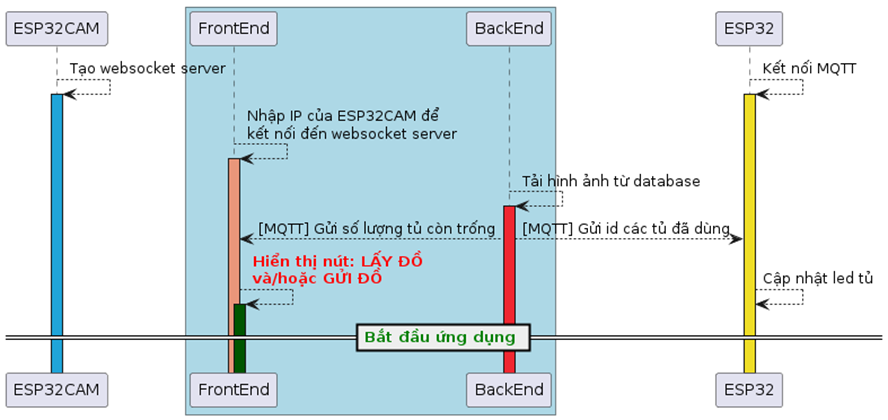 ESP32CAM
FrontEnd
BackEnd
ESP32
Tạo websocket server
Kết nối MQTT
Nhập IP của ESP32CAM để
kết nối đến websocket server
Tải hình ảnh từ database
[MQTT] Gửi số lượng tủ còn trống
[MQTT] Gửi id các tủ đã dùng
Hiển thị nút: LẤY ĐỒ
và/hoặc GỬI ĐỒ
Cập nhật led tủ
Bắt đầu ứng dụng
ESP32CAM
FrontEnd
BackEnd
ESP32